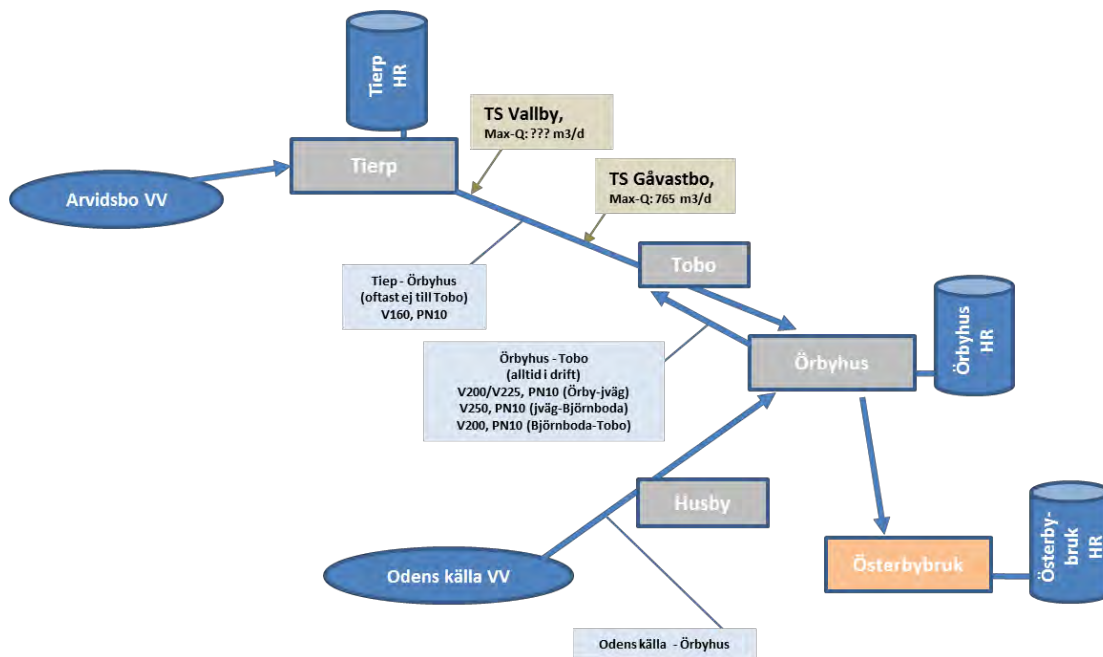 Tierp
HR
TS Vallby,
Max-Q: ??? m3/d
Tierp
TS Gåvastbo,
Max-Q: 765 m3/d
Arvidsbo VV
Tobo
Tiep - Örbyhus
(oftast ej till Tobo)
V160, PN10
Örbyhus
HR
Örbyhus
Örbyhus - Tobo
(alltid i drift)
V200/V225, PN10 (Örby-jväg)
V250, PN10 (jväg-Björnboda)
V200, PN10 (Björnboda-Tobo)
Husby
Österby-
bruk
HR
Österbybruk
Odens källa VV
Odens källa - Örbyhus